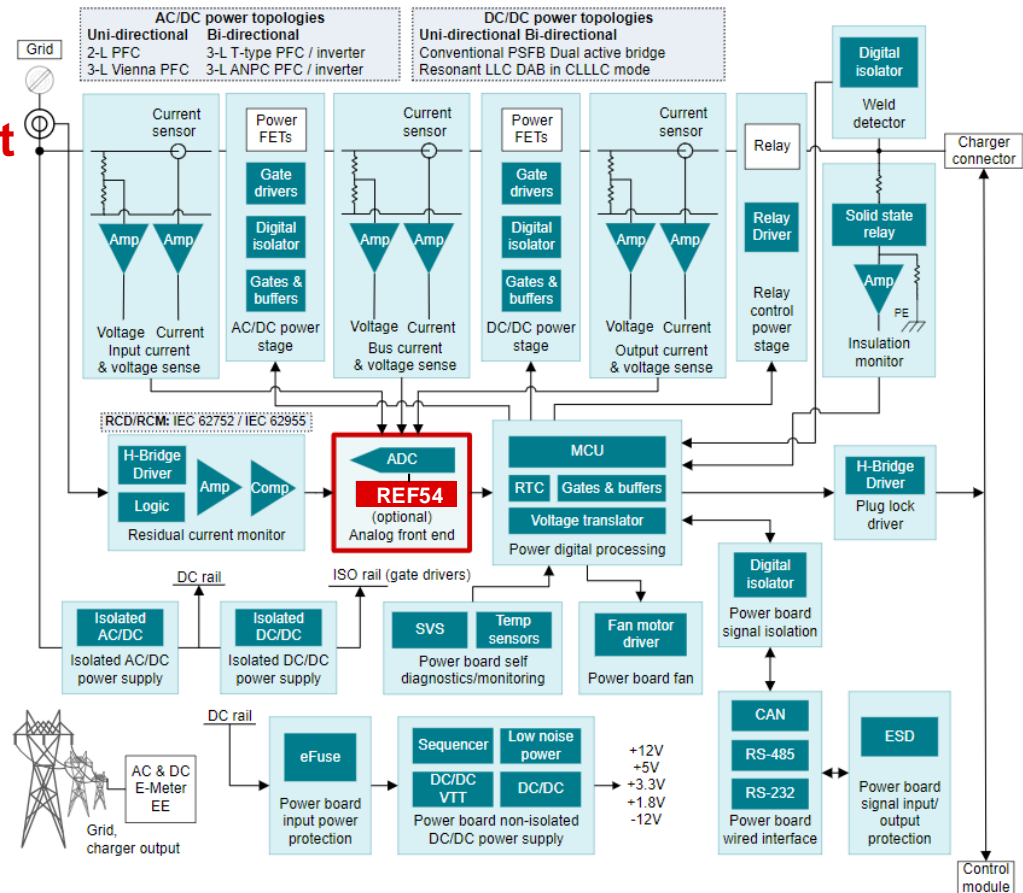 AC/DC power topologies
Uni-directional Bi-directional
2-L PFC 3-L T-type PFC / inverter
3-L Vienna PFC 3-L ANPC PFC / inverter
DC/DC power topologies
Uni-directional Bi-directional
Conventional PSFB Dual active bridge
Resonant LLC DAB in CLLLC mode
Grid
t
Current
sensor
Amp
Amp
Voltage Current
Input current
& voltage sense
Power
FETs
Gate
drivers
Digital
isolator
Gates &
buffers
AC/DC power
stage
Current
sensor
Amp
Amp
Voltage Current
Bus current
& voltage sense
Power
FETs
Gate
drivers
Digital
isolator
Gates &
buffers
DC/DC power
stage
Current
sensor
Amp
Amp
Voltage Current
Output current
& voltage sense
Relay
Relay
Driver
Relay
control
power
stage
Digital
isolator
Weld
detector
Charger
connector
Solid state
relay
Amp
PE
Insulation
monitor
RCD/RCM: IEC 62752 / IEC 62955
H-Bridge
Driver
Logic
Amp
Comp
Residual current monitor
ADC
REF54
(optional)
Analog front end
MCU
RTC
Gates & buffers
Voltage translator
Power digital processing
H-Bridge
Driver
Plug lock
driver
DC rail
ISO rail (gate drivers)
Isolated
AC/DC
Isolated AC/DC
power supply
Isolated
DC/DC
Isolated DC/DC
power supply
SVS
Temp
sensors
Power board self
diagnostics/monitoring
Fan motor
driver
Power board fan
Digital
isolator
Power board
signal isolation
Grid,
charger output
AC & DC
E-Meter
EE
DC rail
eFuse
Power board
input power
protection
Sequencer
Low noise
power
DC/DC
VTT
DC/DC
Power board non-isolated
DC/DC power supply
+12V
+5V
+3.3V
+1.8V
-12V
CAN
RS-485
RS-232
Power board
wired interface
ESD
Power board
signal input/
output
protection
Control
module